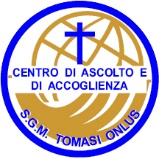 CENTRO DI ASCOLTO E
DI ACCOGLIENZA
S.G.M. TOMASI ONLUS